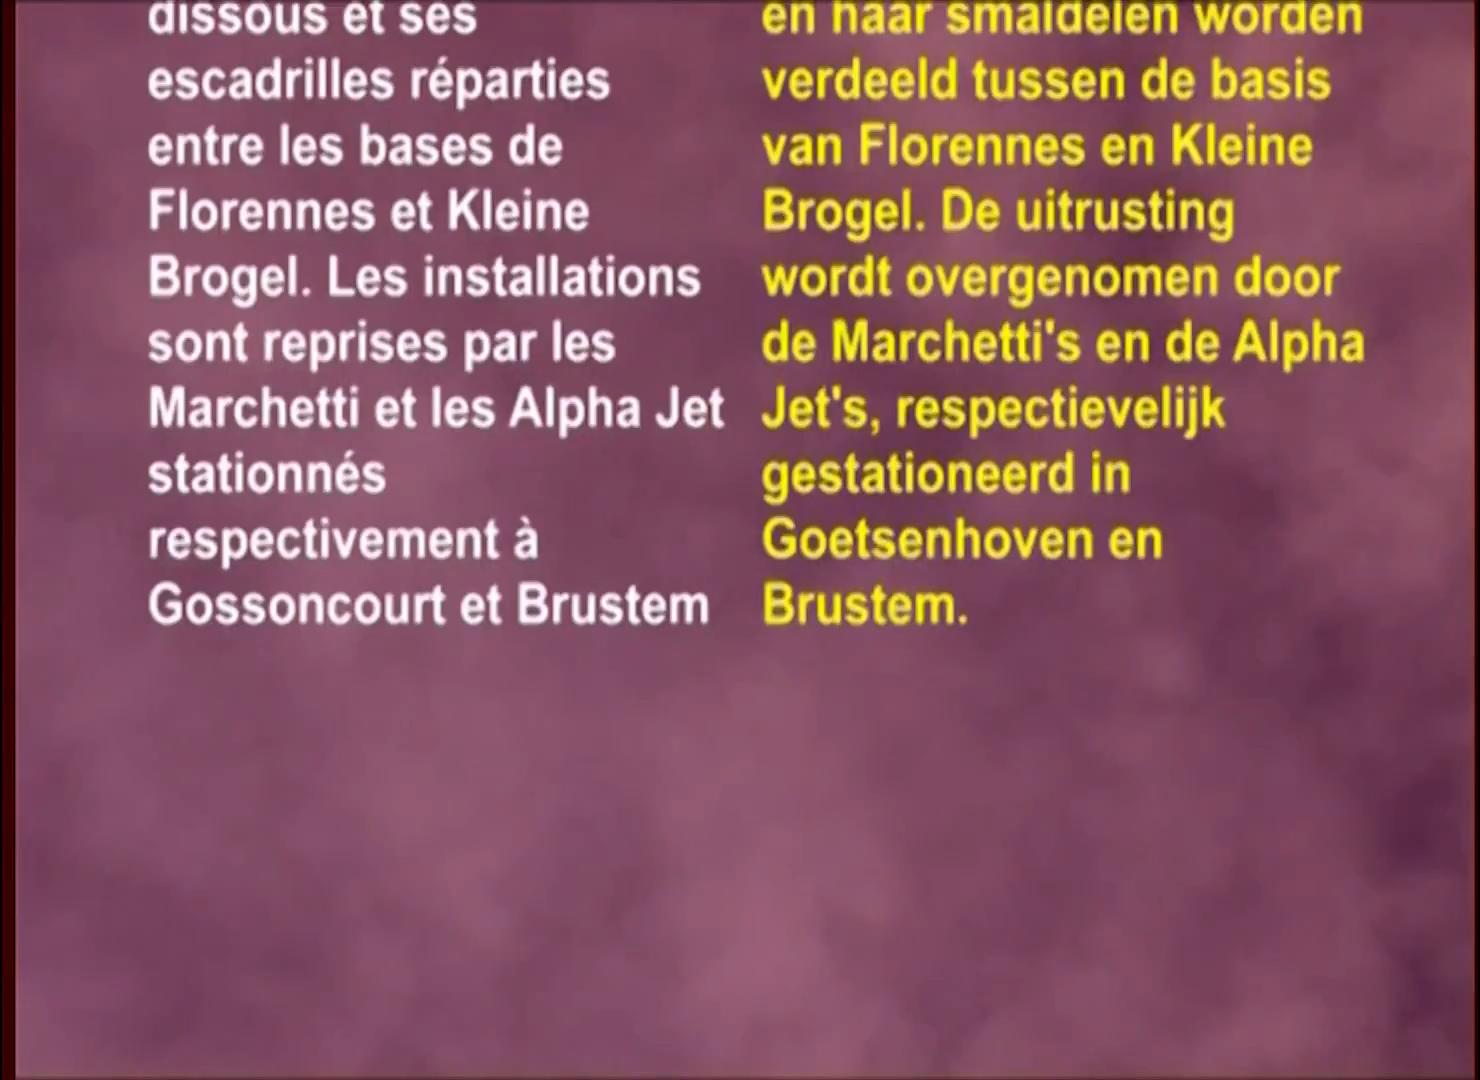 dissous et ses
escadrilles réparties
entre les bases de
Florennes et Kleine
Brogel. Les installations
sont reprises par les
Marchetti et les Alpha Jet
stationnés
respectivement à
Gossoncourt et Brustem
en haar smaldelen worden
verdeeld tussen de basis
van Florennes en Kleine
Brogel. De uitrusting
wordt overgenomen door
de Marchetti's en de Alpha
Jet's, respectievelijk
gestationeerd in
Goetsenhoven en
Brustem.